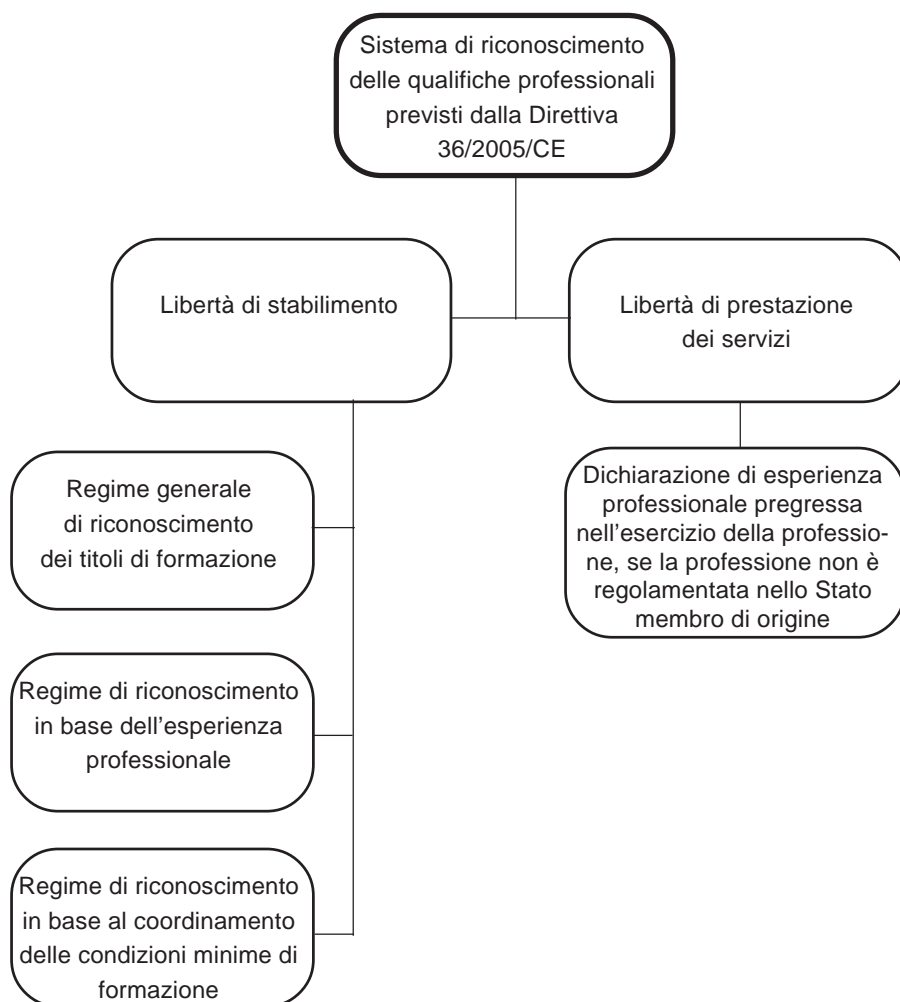 Sistema di riconoscimento
delle qualifiche professionali
previsti dalla Direttiva
36/2005/CE
Libertà di stabilimento
Libertà di prestazione
dei servizi
Regime generale
di riconoscimento
dei titoli di formazione
Dichiarazione di esperienza
professionale pregressa
nell'esercizio della professio-
ne, se la professione non è
regolamentata nello Stato
membro di origine
Regime di riconoscimento
in base dell'esperienza
professionale
Regime di riconoscimento
in base al coordinamento
delle condizioni minime di
formazione